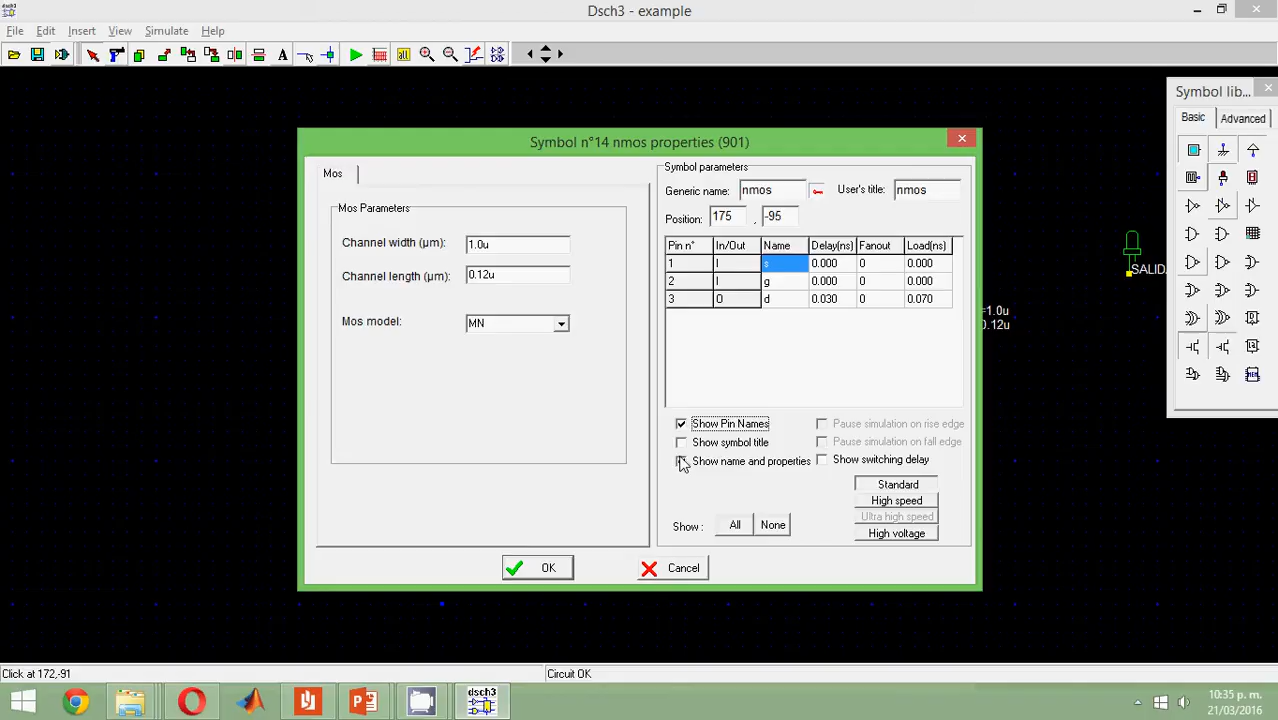 Dsch3 - example
File Edit Insert View Simulate Help
Symbol n°14 nmos properties (901)
Symbol lib...
Basic Advanced
Mos
Mos Parameters
Channel width (µm): 1.0u
Channel length (µm): 0.12u
Mos model: MN
Symbol parameters
Generic name: nmos User's title: nmos
Position: 175 , -95
Pin n° In/Out Name Delay(ns) Fanout Load(ns)
1 I s 0.000 0 0.000
2 I g 0.000 0 0.000
3 O d 0.030 0 0.070
Show Pin Names Pause simulation on rise edge
Show symbol title Pause simulation on fall edge
Show name and properties Show switching delay
Standard
High speed
Ultra high speed
High voltage
Show : All None
OK Cancel
SALID
=1.0u
0.12u
all
A
Click at 172,-91 Circuit OK
dsch3
10:35 p. m.
21/03/2016